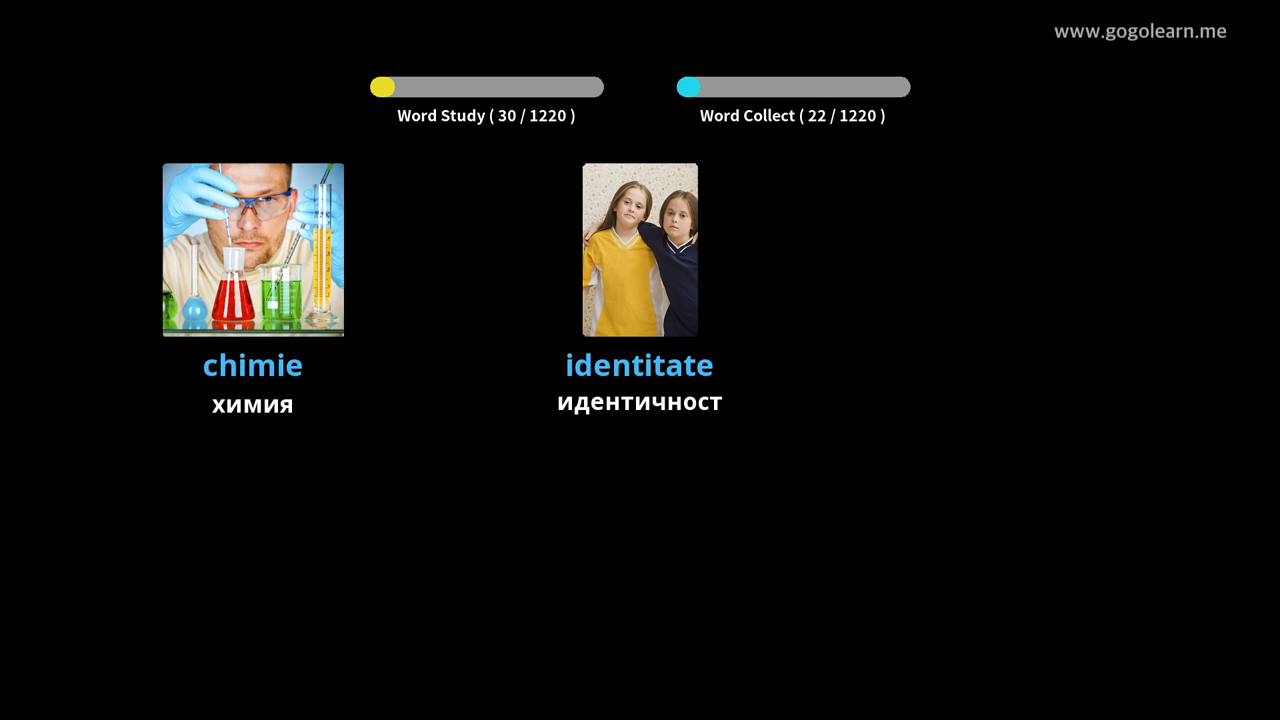 www.gogolearn.me
Word Study ( 30 / 1220 )
Word Collect ( 22 / 1220 )
chimie
химия
identitate
идентичност